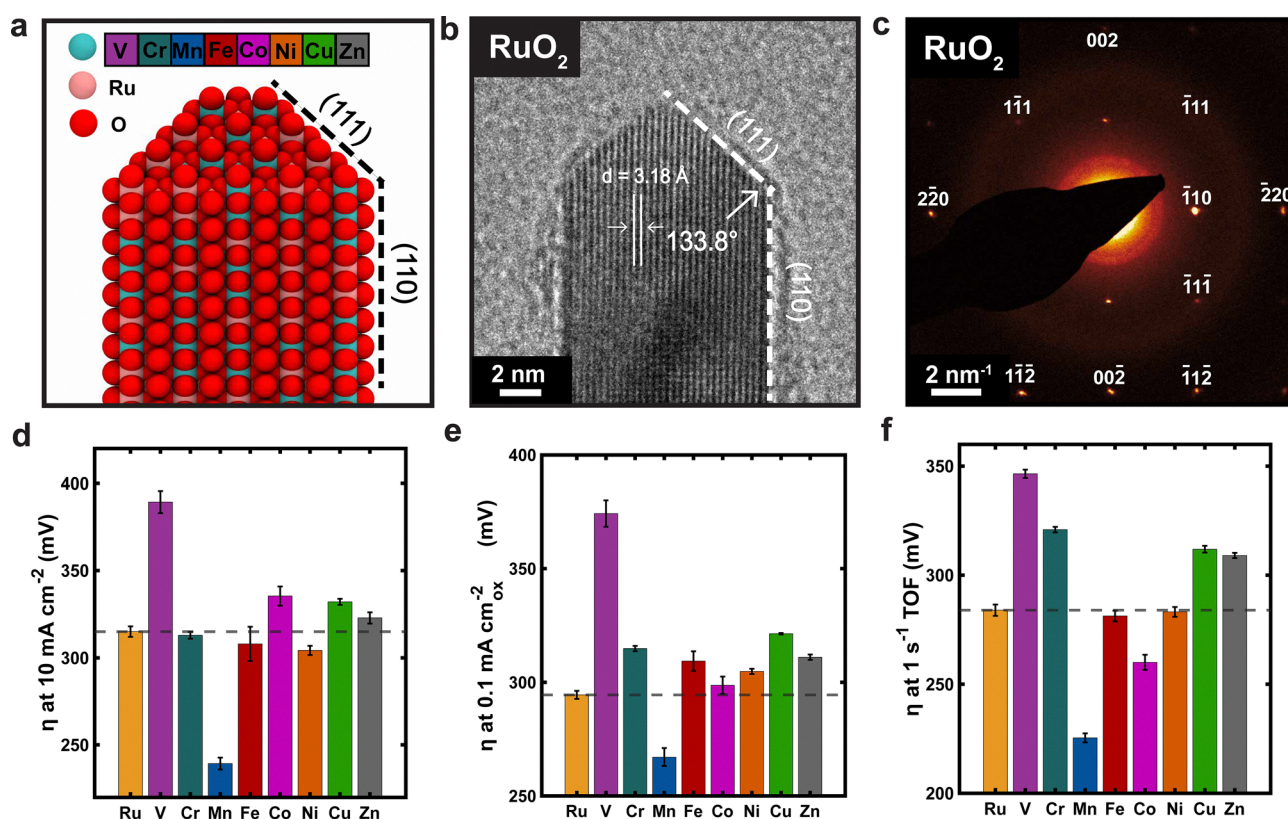 a
V Cr Mn Fe Co Ni Cu Zn
Ru
O
(111)
(110)
b
RuO₂
(111)
d = 3.18 Å
133.8°
(110)
2 nm
c
RuO₂
002
11̄1
1̄11
22̄0
1̄10
2̄20
1̄11̄
2 nm⁻¹
11̄2̄
002̄
1̄12̄
d
η at 10 mA cm⁻² (mV)
400
350
300
250
Ru V Cr Mn Fe Co Ni Cu Zn
e
η at 0.1 mA cm⁻²ₒₓ (mV)
400
350
300
250
Ru V Cr Mn Fe Co Ni Cu Zn
f
η at 1 s⁻¹ TOF (mV)
350
300
250
200
Ru V Cr Mn Fe Co Ni Cu Zn